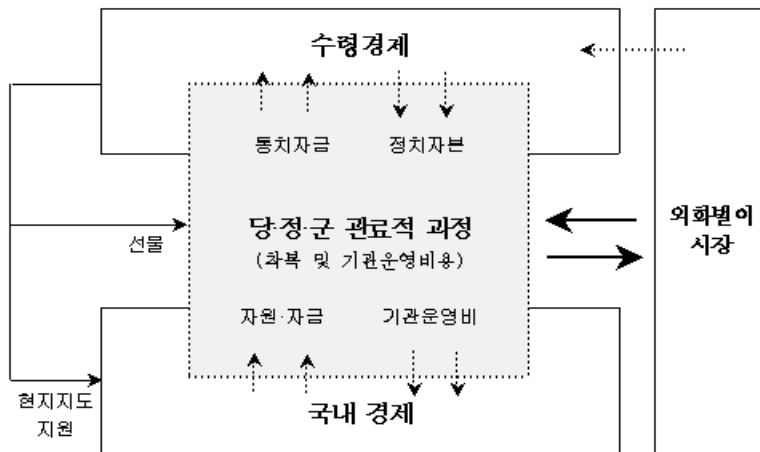 수령경제
통치자금 정치자본
당·정·군 관료적 과정
(착복 및 기관운영비용)
외화벌이
시장
선물
자원·자금 기관운영비
현지지도
지원
국내 경제